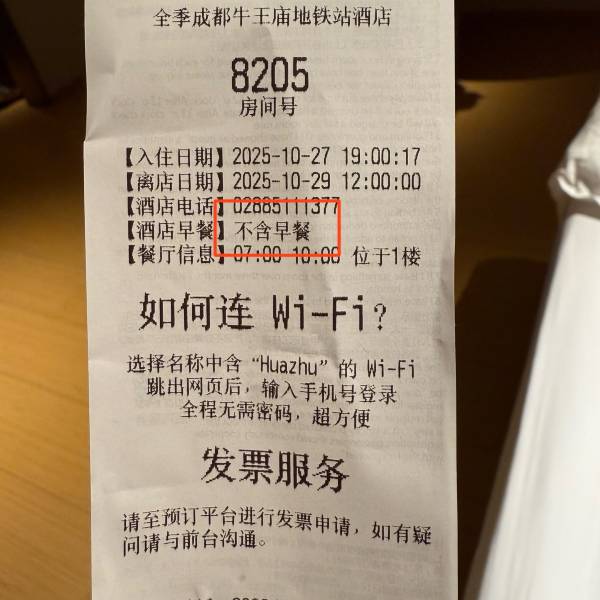 全季成都牛王庙地铁站酒店
8205
房间号
【入住日期】2025-10-27 19:00:17
【离店日期】2025-10-29 12:00:00
【酒店电话】02885111377
【酒店早餐】不含早餐
【餐厅信息】07:00 10:00 位于1楼
如何连 Wi-Fi?
选择名称中含“Huazhu”的 Wi-Fi
跳出网页后，输入手机号登录
全程无需密码，超方便
发票服务
请至预订平台进行发票申请，如有疑
问请与前台沟通。